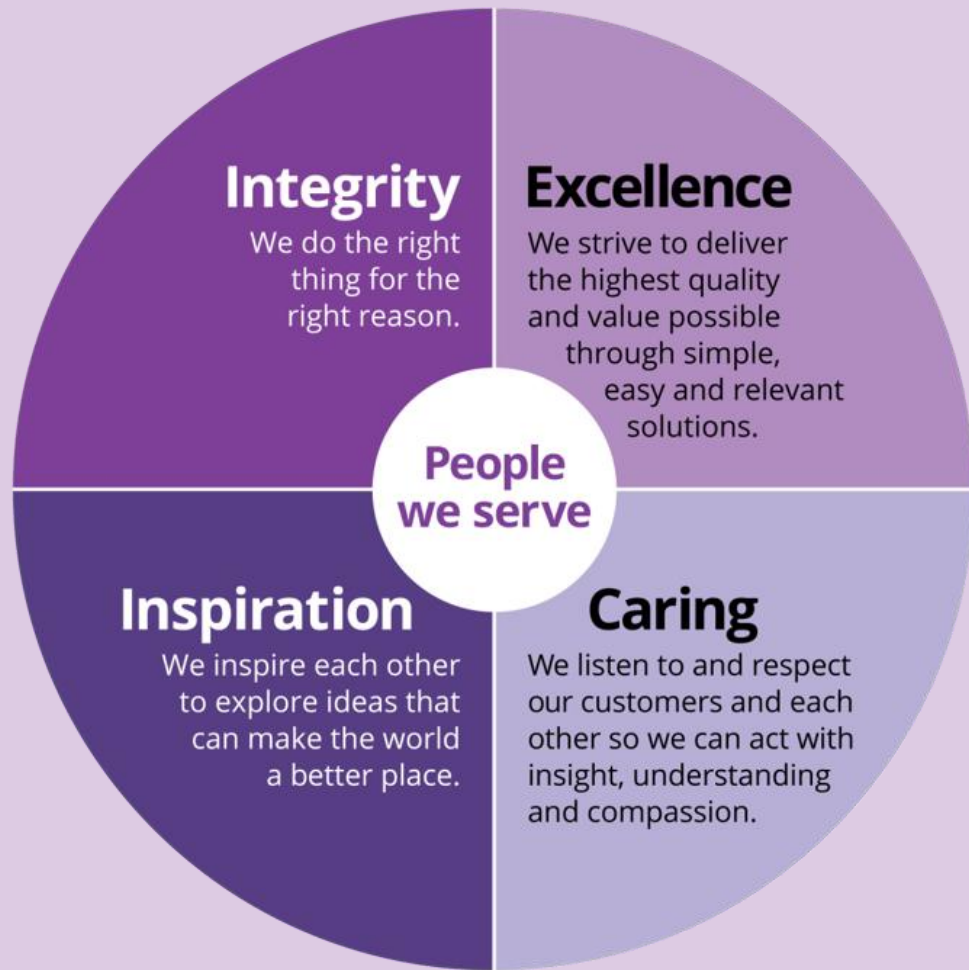 Integrity
We do the right
thing for the
right reason.
Excellence
We strive to deliver
the highest quality
and value possible
through simple,
easy and relevant
solutions.
People
we serve
Inspiration
We inspire each other
to explore ideas that
can make the world
a better place.
Caring
We listen to and respect
our customers and each
other so we can act with
insight, understanding
and compassion.